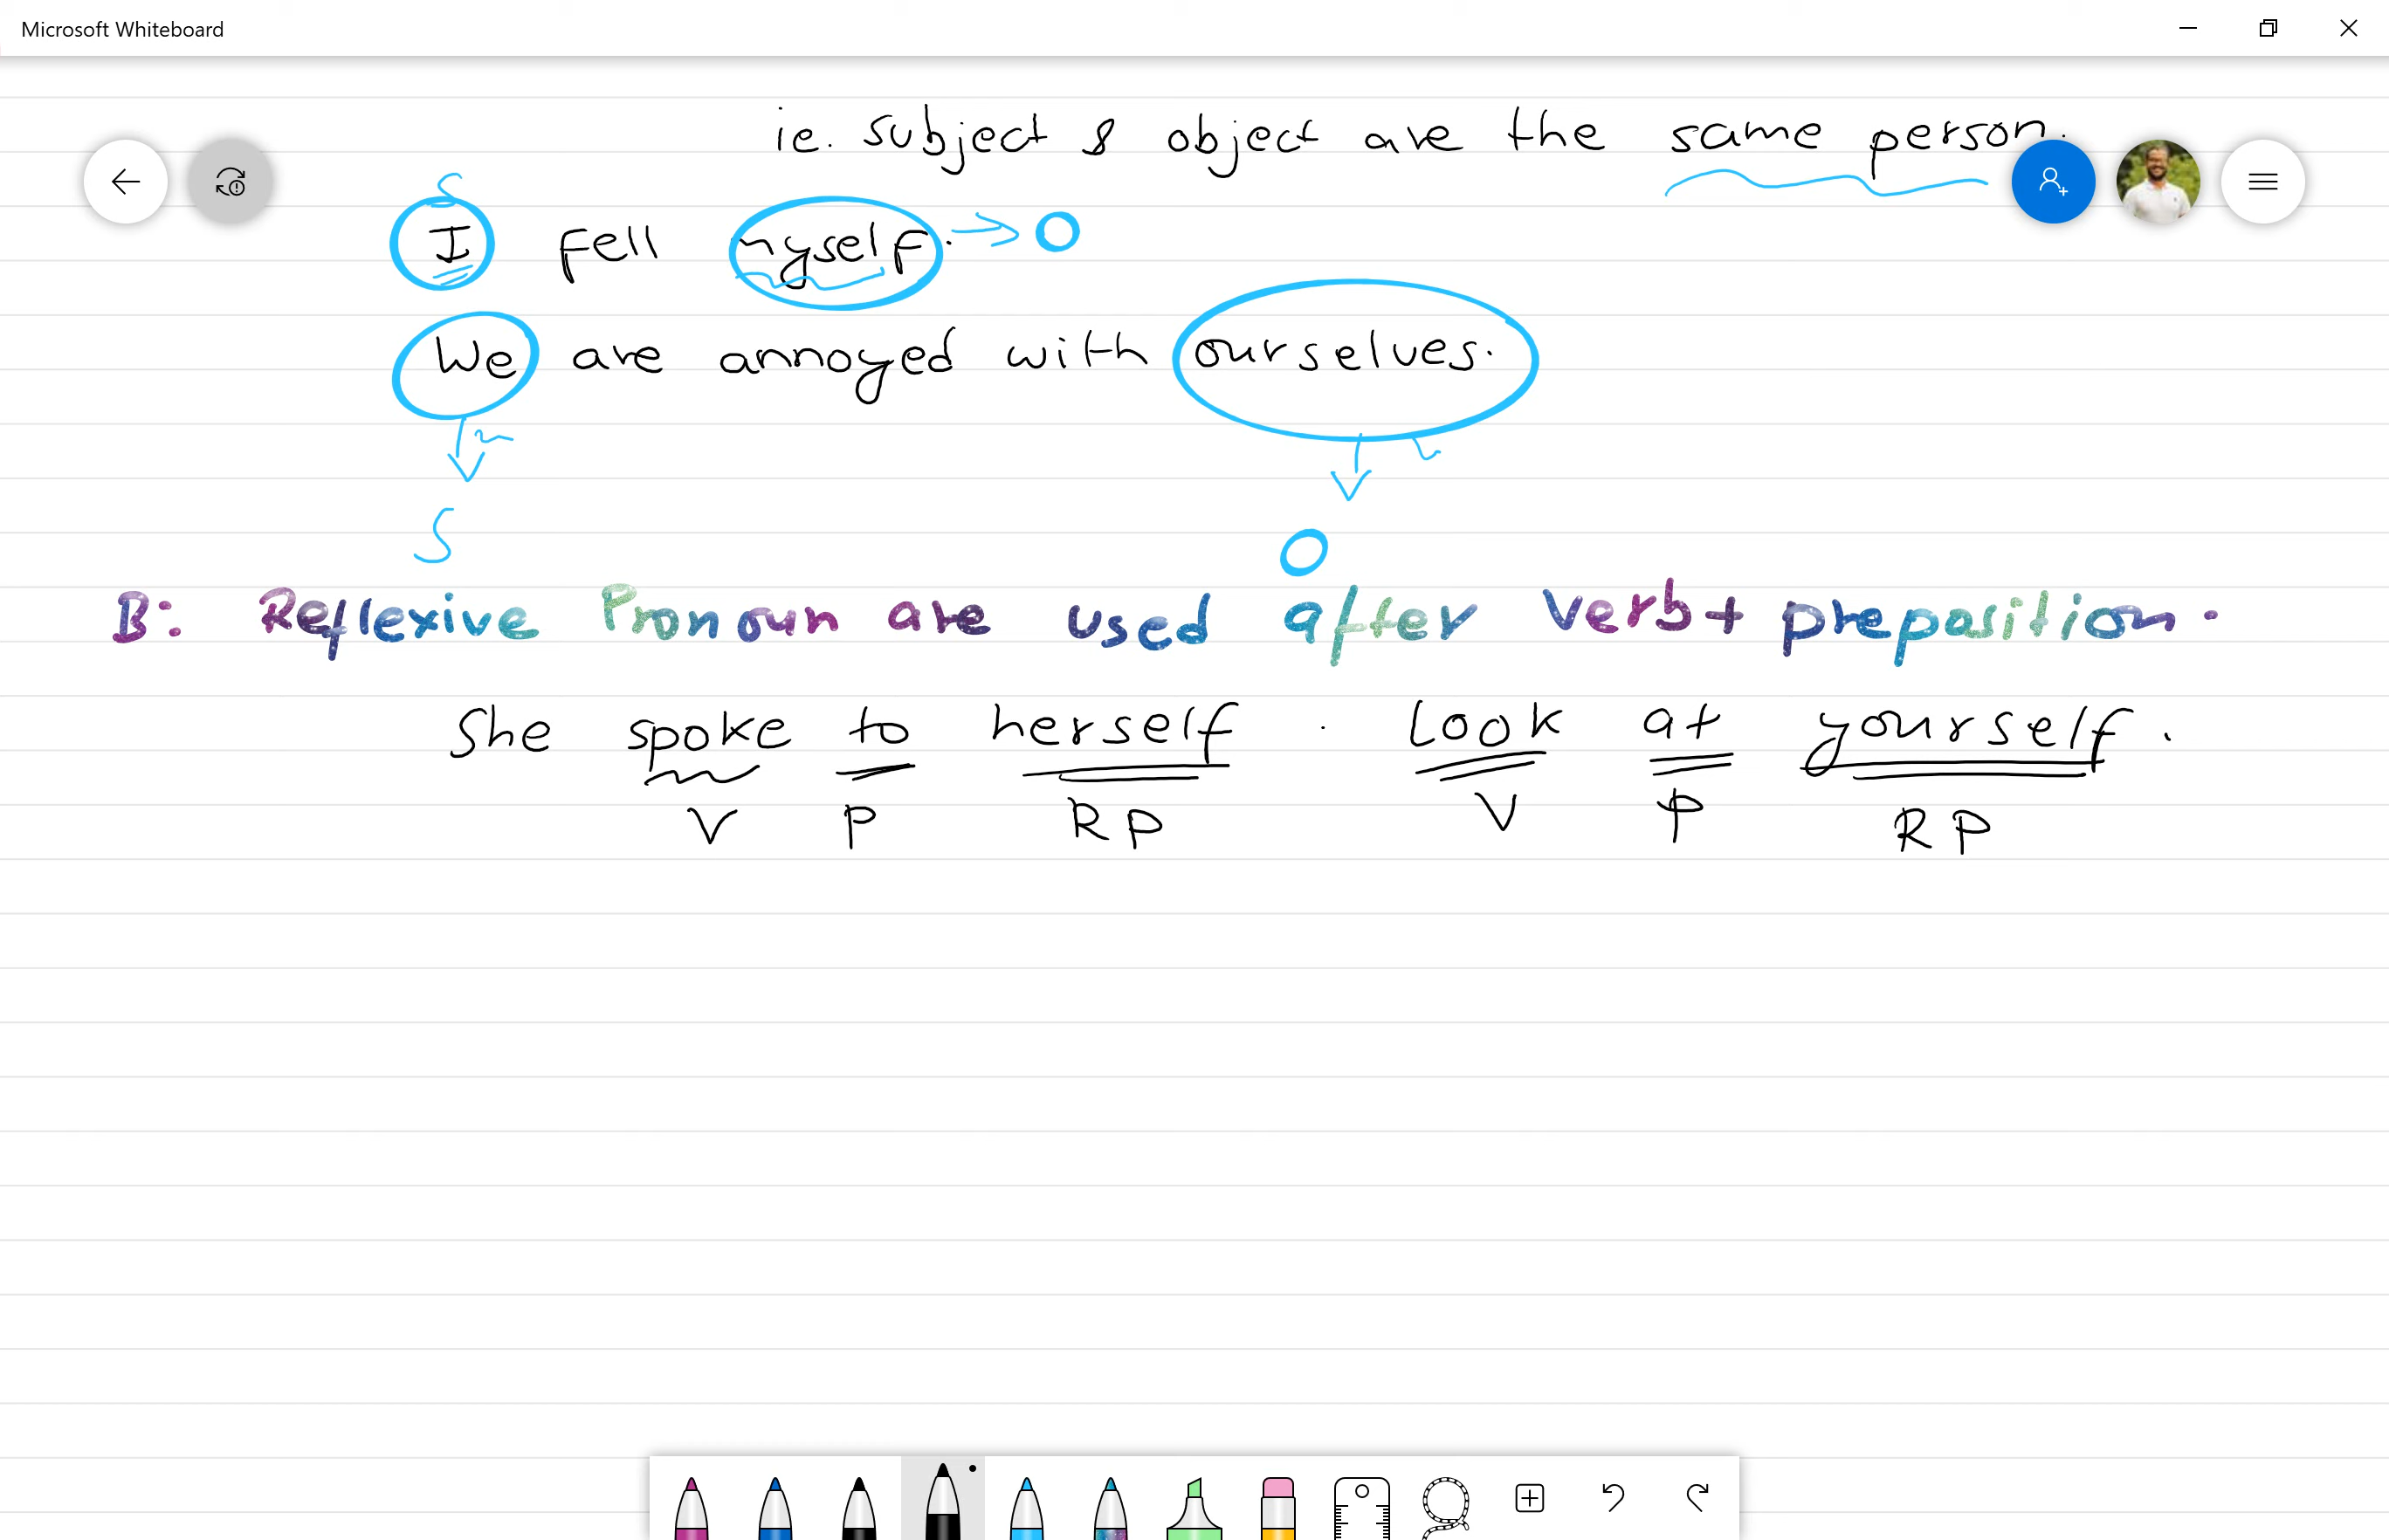 Microsoft Whiteboard
ie. subject & object are the same person.
S
I fell myself. → O
We are annoyed with ourselves.
S O
B: Reflexive Pronoun are used after verb + preposition.
She spoke to herself. Look at yourself.
V P RP V P RP